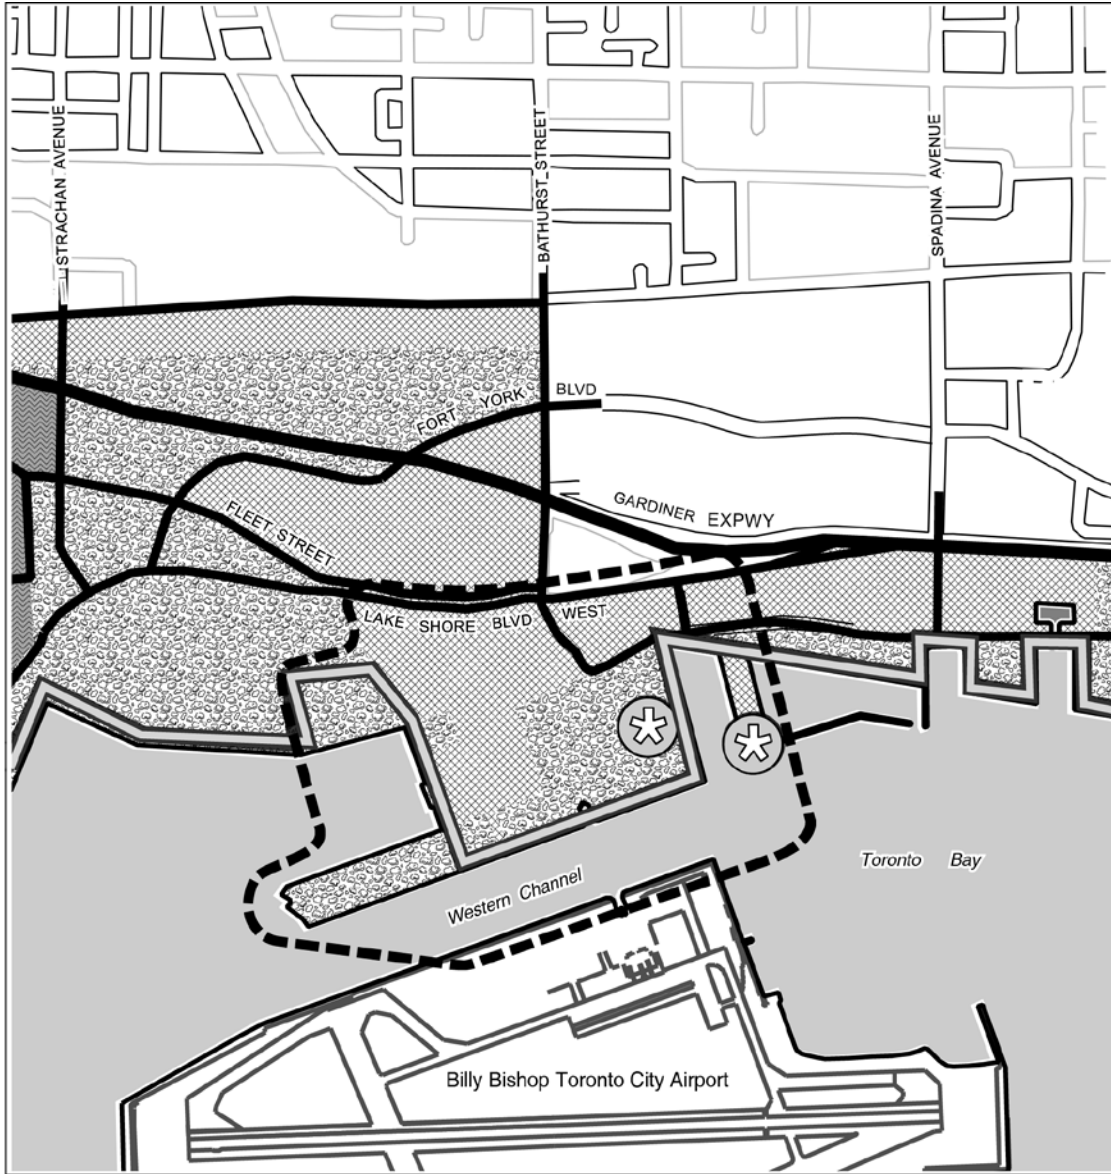 STRACHAN AVENUE
BATHURST STREET
SPADINA AVENUE
FORT YORK BLVD
GARDINER EXPWY
FLEET STREET
LAKE SHORE BLVD WEST
Toronto Bay
Western Channel
Billy Bishop Toronto City Airport